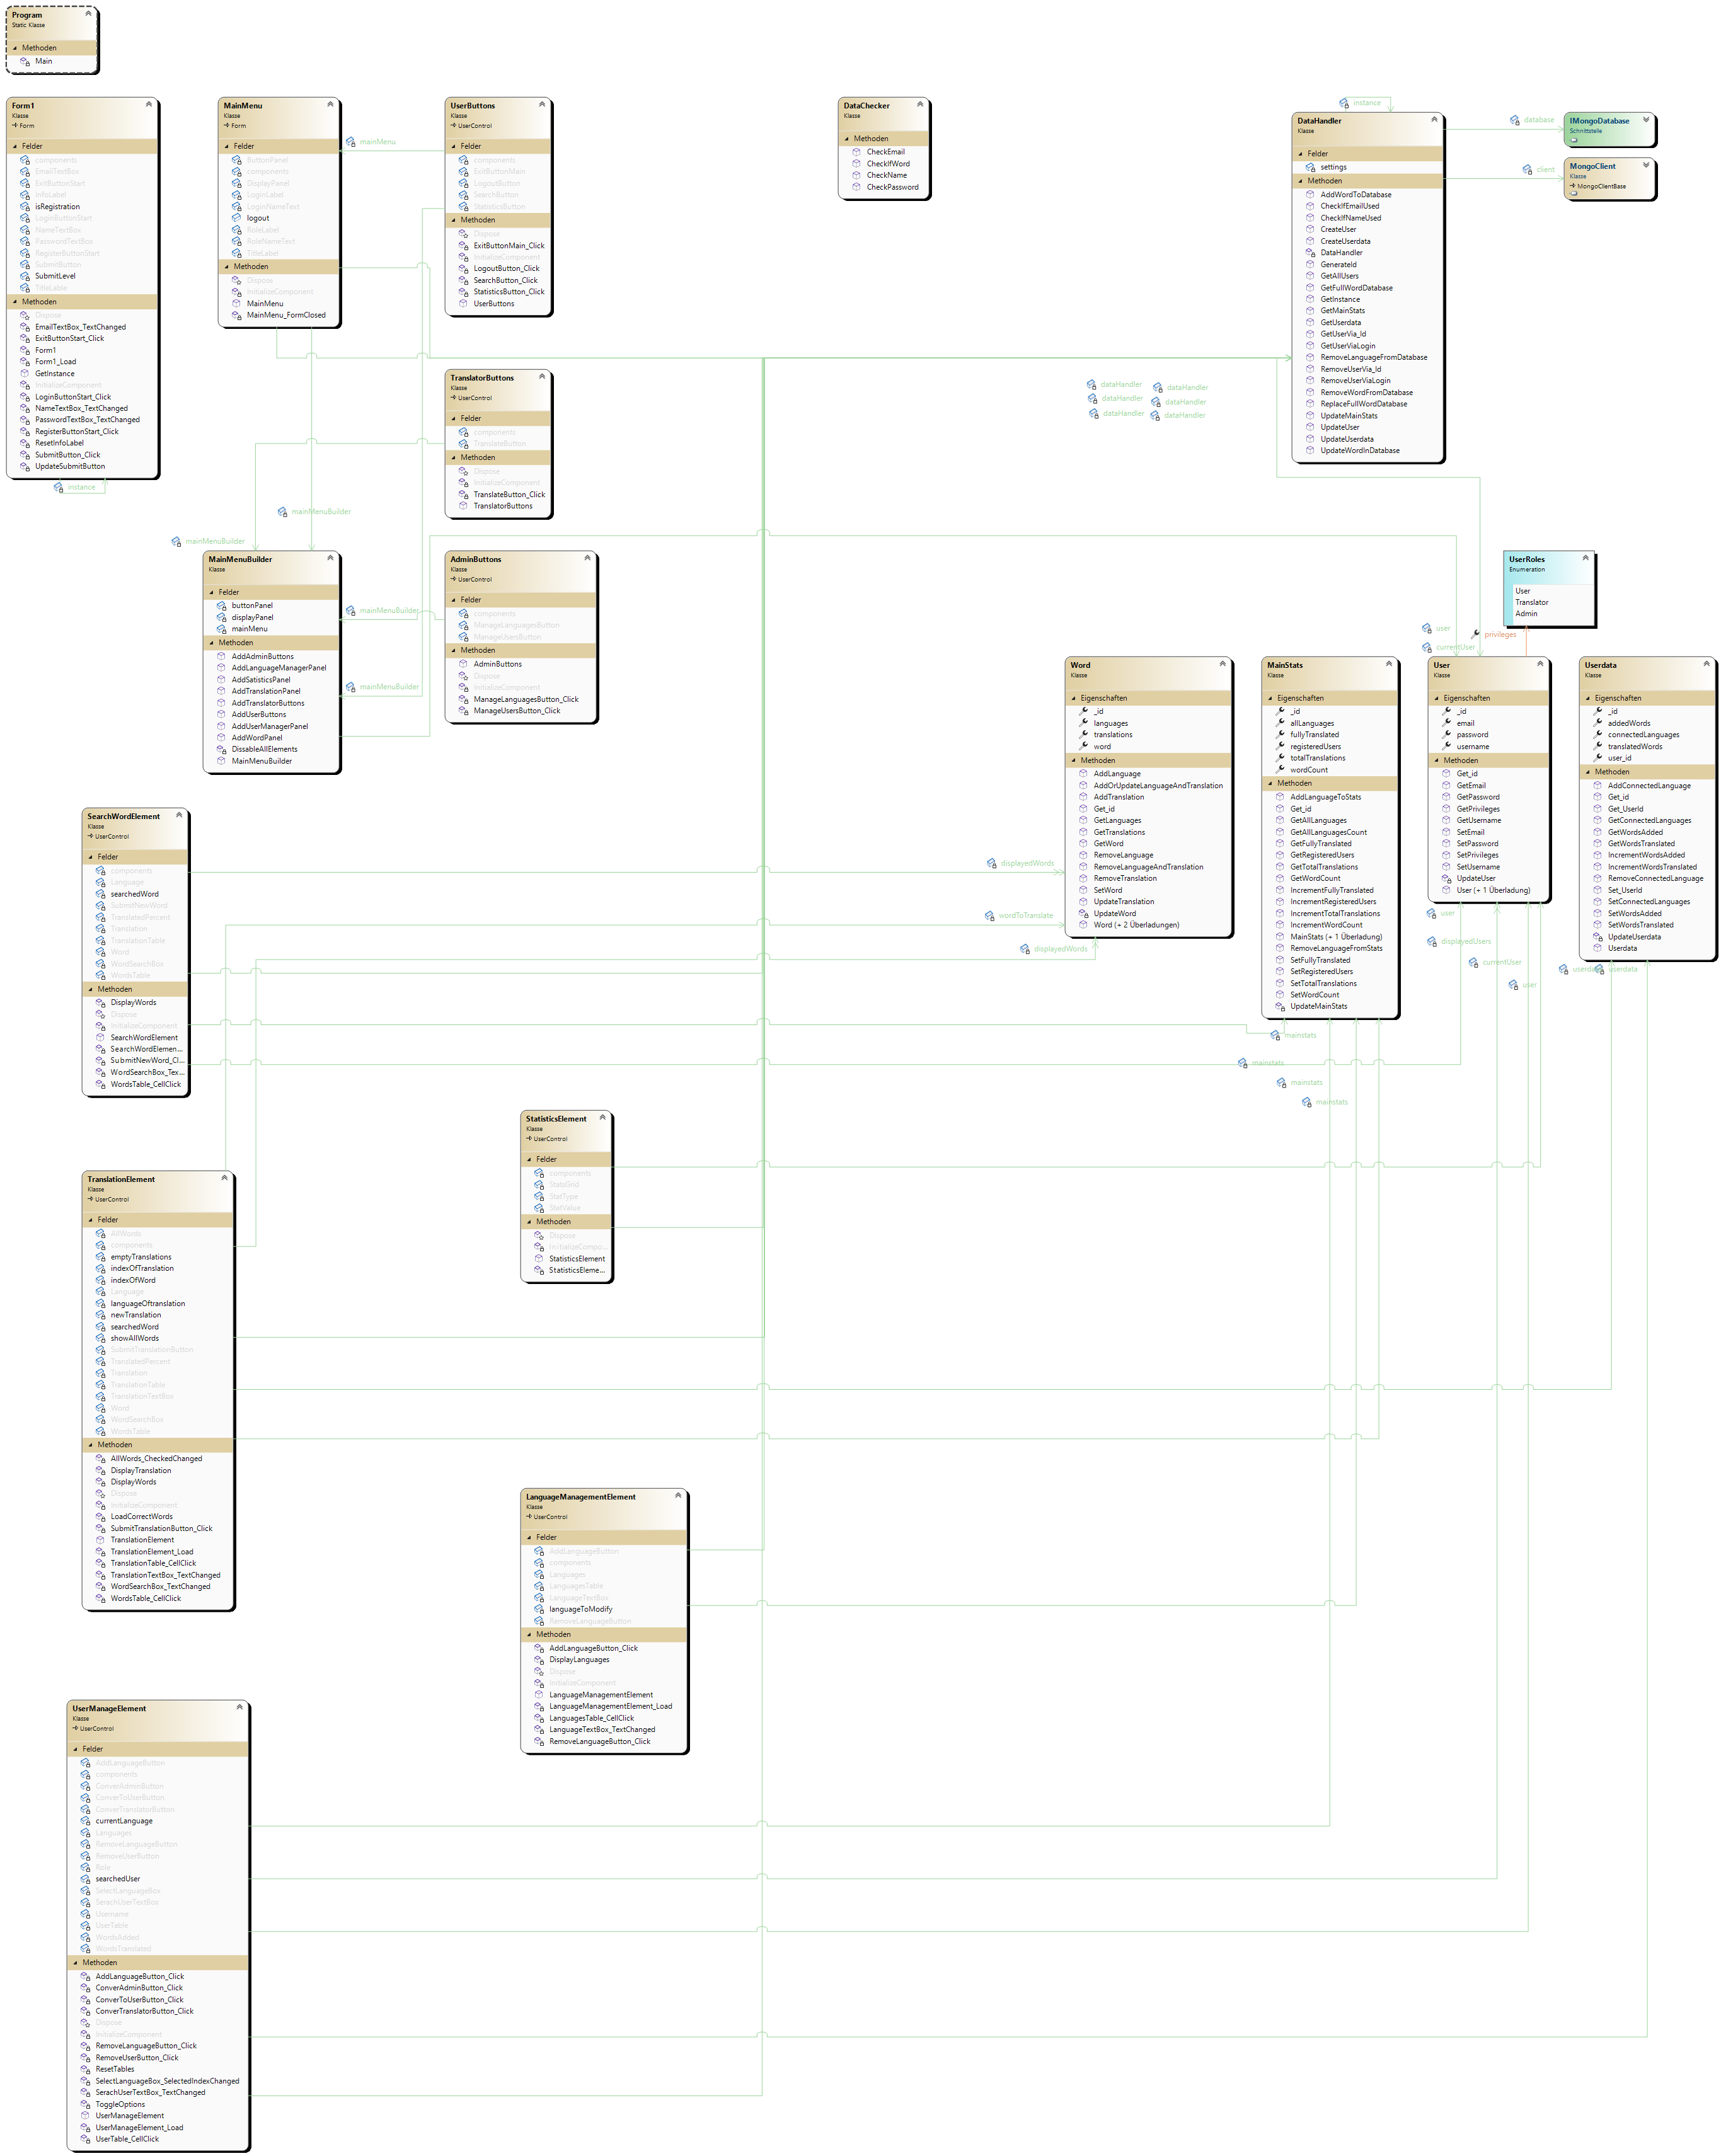 Program
Static Klasse
Methoden
Main
Form1
Klasse
Form
Felder
components
EmailTextBox
ExitButtonStart
InfoLabel
isRegistration
LoginButtonStart
NameTextBox
PasswordTextBox
RegisterButtonStart
SubmitButton
SubmitLevel
TitleLable
Methoden
Dispose
EmailTextBox_TextChanged
ExitButtonStart_Click
Form1
Form1_Load
GetInstance
InitializeComponent
LoginButtonStart_Click
NameTextBox_TextChanged
PasswordTextBox_TextChanged
RegisterButtonStart_Click
ResetInfoLabel
SubmitButton_Click
UpdateSubmitButton
instance
MainMenu
Klasse
Form
Felder
ButtonPanel
components
DisplayPanel
LoginLabel
LoginNameText
logout
RoleLabel
RoleNameText
TitleLabel
Methoden
Dispose
InitializeComponent
MainMenu
MainMenu_FormClosed
mainMenu
UserButtons
Klasse
UserControl
Felder
components
ExitButtonMain
LogoutButton
SearchButton
StatisticsButton
Methoden
Dispose
ExitButtonMain_Click
InitializeComponent
LogoutButton_Click
SearchButton_Click
StatisticsButton_Click
UserButtons
DataChecker
Klasse
Methoden
CheckEmail
CheckIfWord
CheckName
CheckPassword
instance
DataHandler
Klasse
Felder
settings
Methoden
AddWordToDatabase
CheckIfEmailUsed
CheckIfNameUsed
CreateUser
CreateUserdata
DataHandler
GenerateId
GetAllUsers
GetFullWordDatabase
GetInstance
GetMainStats
GetUserdata
GetUserVia_Id
GetUserViaLogin
RemoveLanguageFromDatabase
RemoveUserVia_Id
RemoveUserViaLogin
RemoveWordFromDatabase
ReplaceFullWordDatabase
UpdateMainStats
UpdateUser
UpdateUserdata
UpdateWordInDatabase
database
IMongoDatabase
Schnittstelle
client
MongoClient
Klasse
MongoClientBase
dataHandler
dataHandler
dataHandler
dataHandler
dataHandler
dataHandler
TranslatorButtons
Klasse
UserControl
Felder
components
TranslateButton
Methoden
Dispose
InitializeComponent
TranslateButton_Click
TranslatorButtons
mainMenuBuilder
mainMenuBuilder
MainMenuBuilder
Klasse
Felder
buttonPanel
displayPanel
mainMenu
Methoden
AddAdminButtons
AddLanguageManagerPanel
AddSatisticsPanel
AddTranslationPanel
AddTranslatorButtons
AddUserButtons
AddUserManagerPanel
AddWordPanel
DissableAllElements
MainMenuBuilder
mainMenuBuilder
mainMenuBuilder
AdminButtons
Klasse
UserControl
Felder
components
ManageLanguagesButton
ManageUsersButton
Methoden
AdminButtons
Dispose
InitializeComponent
ManageLanguagesButton_Click
ManageUsersButton_Click
UserRoles
Enumeration
User
Translator
Admin
user
privileges
currentUser
Word
Klasse
Eigenschaften
_id
languages
translations
word
Methoden
AddLanguage
AddOrUpdateLanguageAndTranslation
AddTranslation
Get_id
GetLanguages
GetTranslations
GetWord
RemoveLanguage
RemoveLanguageAndTranslation
RemoveTranslation
SetWord
UpdateTranslation
UpdateWord
Word (+ 2 Überladungen)
MainStats
Klasse
Eigenschaften
_id
allLanguages
fullyTranslated
registeredUsers
totalTranslations
wordCount
Methoden
AddLanguageToStats
Get_id
GetAllLanguages
GetAllLanguagesCount
GetFullyTranslated
GetRegisteredUsers
GetTotalTranslations
GetWordCount
IncrementFullyTranslated
IncrementRegisteredUsers
IncrementTotalTranslations
IncrementWordCount
MainStats (+ 1 Überladung)
RemoveLanguageFromStats
SetFullyTranslated
SetRegisteredUsers
SetTotalTranslations
SetWordCount
UpdateMainStats
User
Klasse
Eigenschaften
_id
email
password
username
Methoden
Get_id
GetEmail
GetPassword
GetPrivileges
GetUsername
SetEmail
SetPassword
SetPrivileges
SetUsername
UpdateUser
User (+ 1 Überladung)
Userdata
Klasse
Eigenschaften
_id
addedWords
connectedLanguages
translatedWords
user_id
Methoden
AddConnectedLanguage
Get_id
Get_UserId
GetConnectedLanguages
GetWordsAdded
GetWordsTranslated
IncrementWordsAdded
IncrementWordsTranslated
RemoveConnectedLanguage
Set_UserId
SetConnectedLanguages
SetWordsAdded
SetWordsTranslated
UpdateUserdata
Userdata
displayedWords
wordToTranslate
displayedWords
user
displayedUsers
currentUser
user
userdata
mainstats
mainstats
mainstats
mainstats
SearchWordElement
Klasse
UserControl
Felder
components
Language
searchedWord
SubmitNewWord
TranslatedPercent
Translation
TranslationTable
Word
WordSearchBox
WordsTable
Methoden
DisplayWords
Dispose
InitializeComponent
SearchWordElement
SearchWordElemen...
SubmitNewWord_Cl...
WordSearchBox_Tex...
WordsTable_CellClick
StatisticsElement
Klasse
UserControl
Felder
components
StatsGrid
StatType
StatValue
Methoden
Dispose
InitializeCompo...
StatisticsElement
StatisticsEleme...
TranslationElement
Klasse
UserControl
Felder
AllWords
components
emptyTranslations
indexOfTranslation
indexOfWord
Language
languageOftranslation
newTranslation
searchedWord
showAllWords
SubmitTranslationButton
TranslatedPercent
Translation
TranslationTable
TranslationTextBox
Word
WordSearchBox
WordsTable
Methoden
AllWords_CheckedChanged
DisplayTranslation
DisplayWords
Dispose
InitializeComponent
LoadCorrectWords
SubmitTranslationButton_Click
TranslationElement
TranslationElement_Load
TranslationTable_CellClick
TranslationTextBox_TextChanged
WordSearchBox_TextChanged
WordsTable_CellClick
LanguageManagementElement
Klasse
UserControl
Felder
AddLanguageButton
components
Languages
LanguagesTable
LanguageTextBox
languageToModify
RemoveLanguageButton
Methoden
AddLanguageButton_Click
DisplayLanguages
Dispose
InitializeComponent
LanguageManagementElement
LanguageManagementElement_Load
LanguagesTable_CellClick
LanguageTextBox_TextChanged
RemoveLanguageButton_Click
UserManageElement
Klasse
UserControl
Felder
AddLanguageButton
components
ConverAdminButton
ConverToUserButton
ConverTranslatorButton
currentLanguage
Languages
RemoveLanguageButton
RemoveUserButton
Role
searchedUser
SelectLanguageBox
SerachUserTextBox
Username
UserTable
WordsAdded
WordsTranslated
Methoden
AddLanguageButton_Click
ConverAdminButton_Click
ConverToUserButton_Click
ConverTranslatorButton_Click
Dispose
InitializeComponent
RemoveLanguageButton_Click
RemoveUserButton_Click
ResetTables
SelectLanguageBox_SelectedIndexChanged
SerachUserTextBox_TextChanged
ToggleOptions
UserManageElement
UserManageElement_Load
UserTable_CellClick